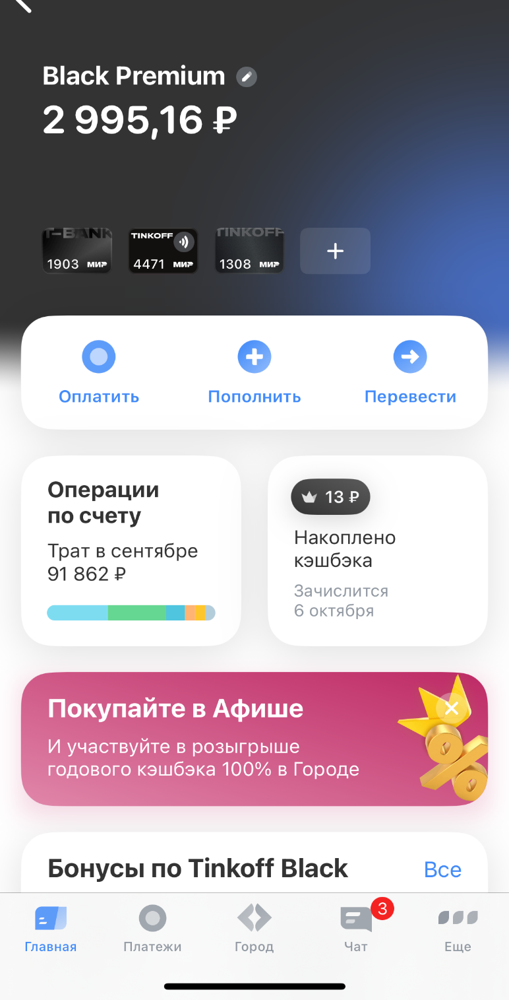 Black Premium
2 995,16 ₽
T-BANK
1903 МИР
TINKOFF
4471 МИР
TINKOFF
1308 МИР
Оплатить
Пополнить
Перевести
Операции
по счету
Трат в сентябре
91 862 ₽
13 ₽
Накоплено
кэшбэка
Зачислится
6 октября
Покупайте в Афише
И участвуйте в розыгрыше
годового кэшбэка 100% в Городе
Бонусы по Tinkoff Black
Все
3
Главная
Платежи
Город
Чат
Еще